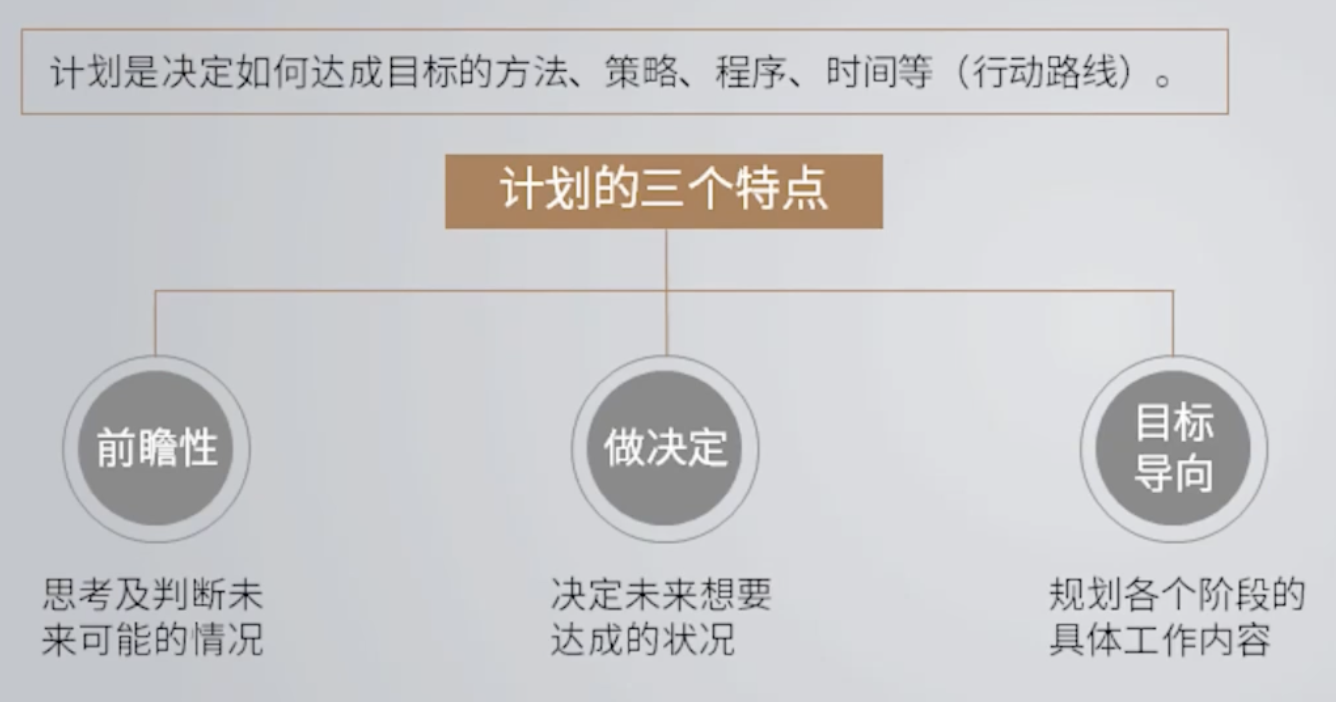 计划是决定如何达成目标的方法、策略、程序、时间等（行动路线）。
计划的三个特点
前瞻性
做决定
目标
导向
思考及判断未
来可能的情况
决定未来想要
达成的状况
规划各个阶段的
具体工作内容